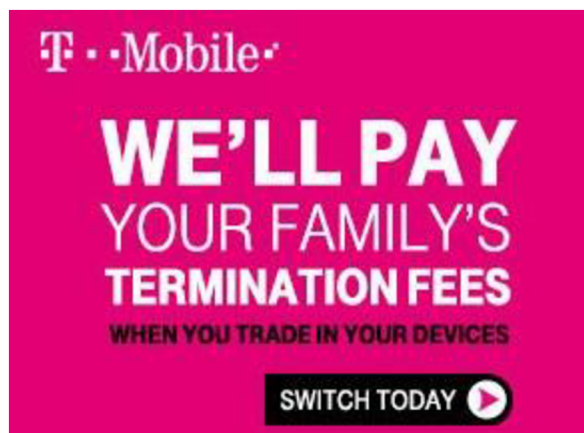 T··Mobile·
WE'LL PAY
YOUR FAMILY'S
TERMINATION FEES
WHEN YOU TRADE IN YOUR DEVICES
SWITCH TODAY